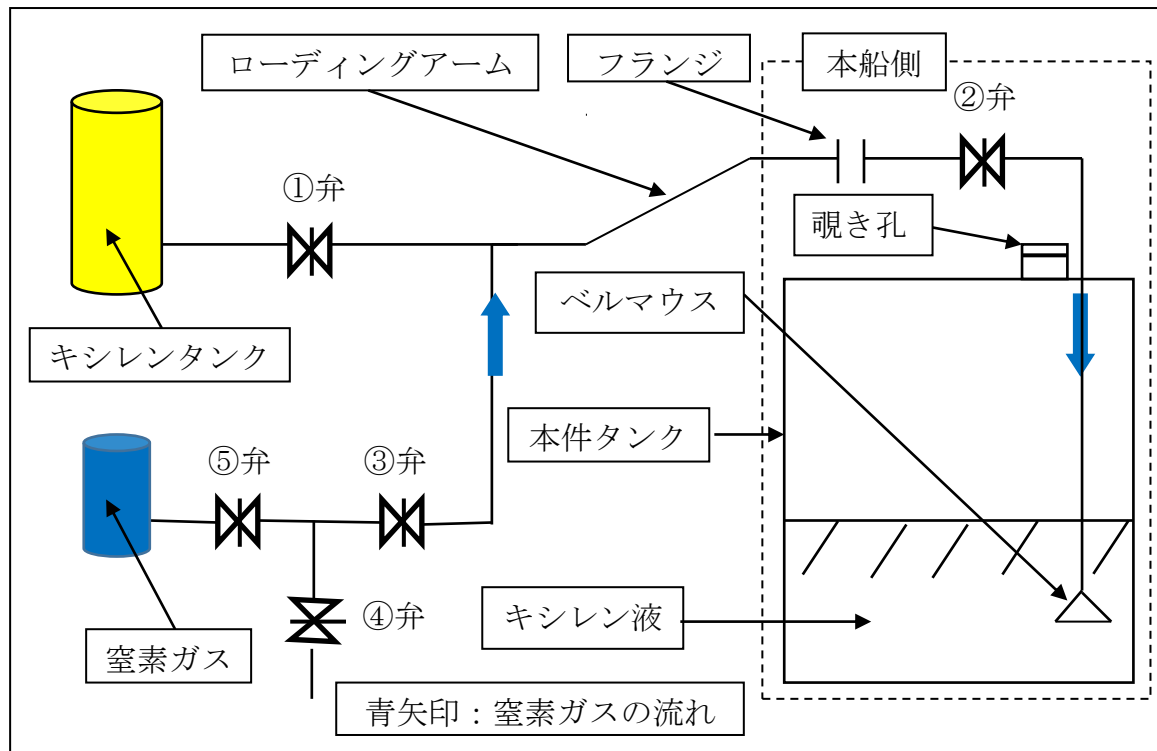 ローディングアーム
フランジ
本船側
②弁
①弁
覗き孔
ベルマウス
キシレンタンク
本件タンク
⑤弁
③弁
キシレン液
④弁
窒素ガス
青矢印：窒素ガスの流れ